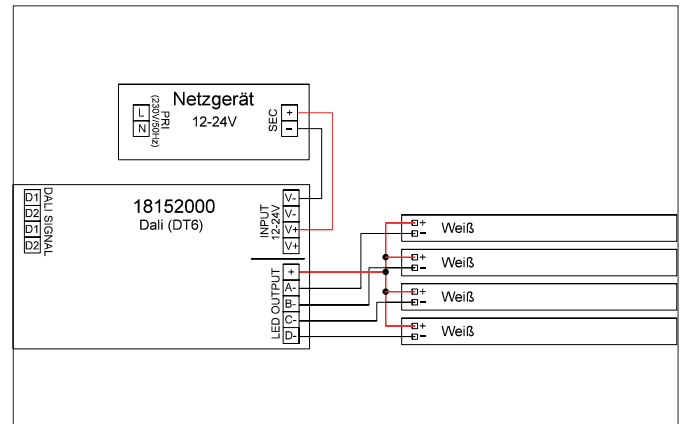 Netzgerät
12-24V
L
N
PRI
(230V/50Hz)
SEC
+
-
18152000
Dali (DT6)
D1
D2
D1
D2
DALI SIGNAL
INPUT
12-24V
V-
V-
V+
V+
LED OUTPUT
+
A-
B-
C-
D-
+
-
Weiß
+
-
Weiß
+
-
Weiß
+
-
Weiß